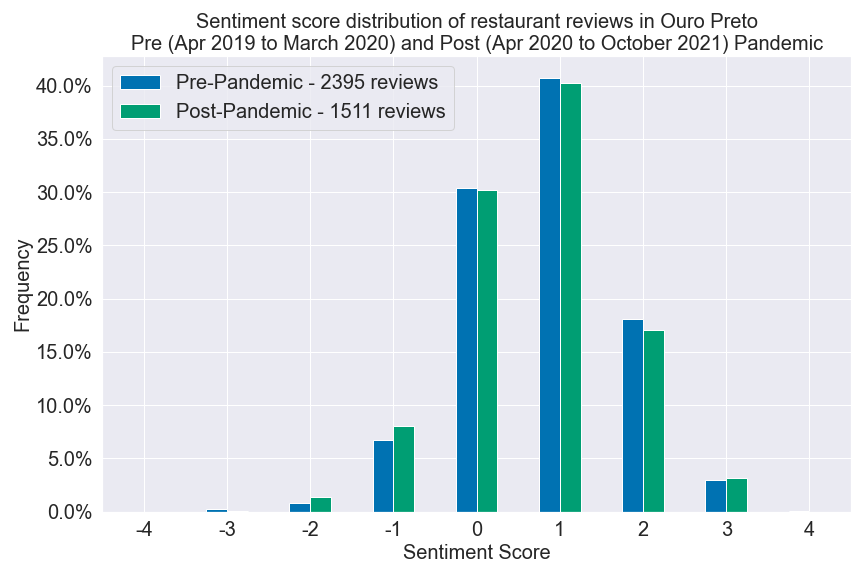 Sentiment score distribution of restaurant reviews in Ouro Preto
Pre (Apr 2019 to March 2020) and Post (Apr 2020 to October 2021) Pandemic
Pre-Pandemic - 2395 reviews
Post-Pandemic - 1511 reviews
Frequency
40.0%
35.0%
30.0%
25.0%
20.0%
15.0%
10.0%
5.0%
0.0%
-4 -3 -2 -1 0 1 2 3 4
Sentiment Score